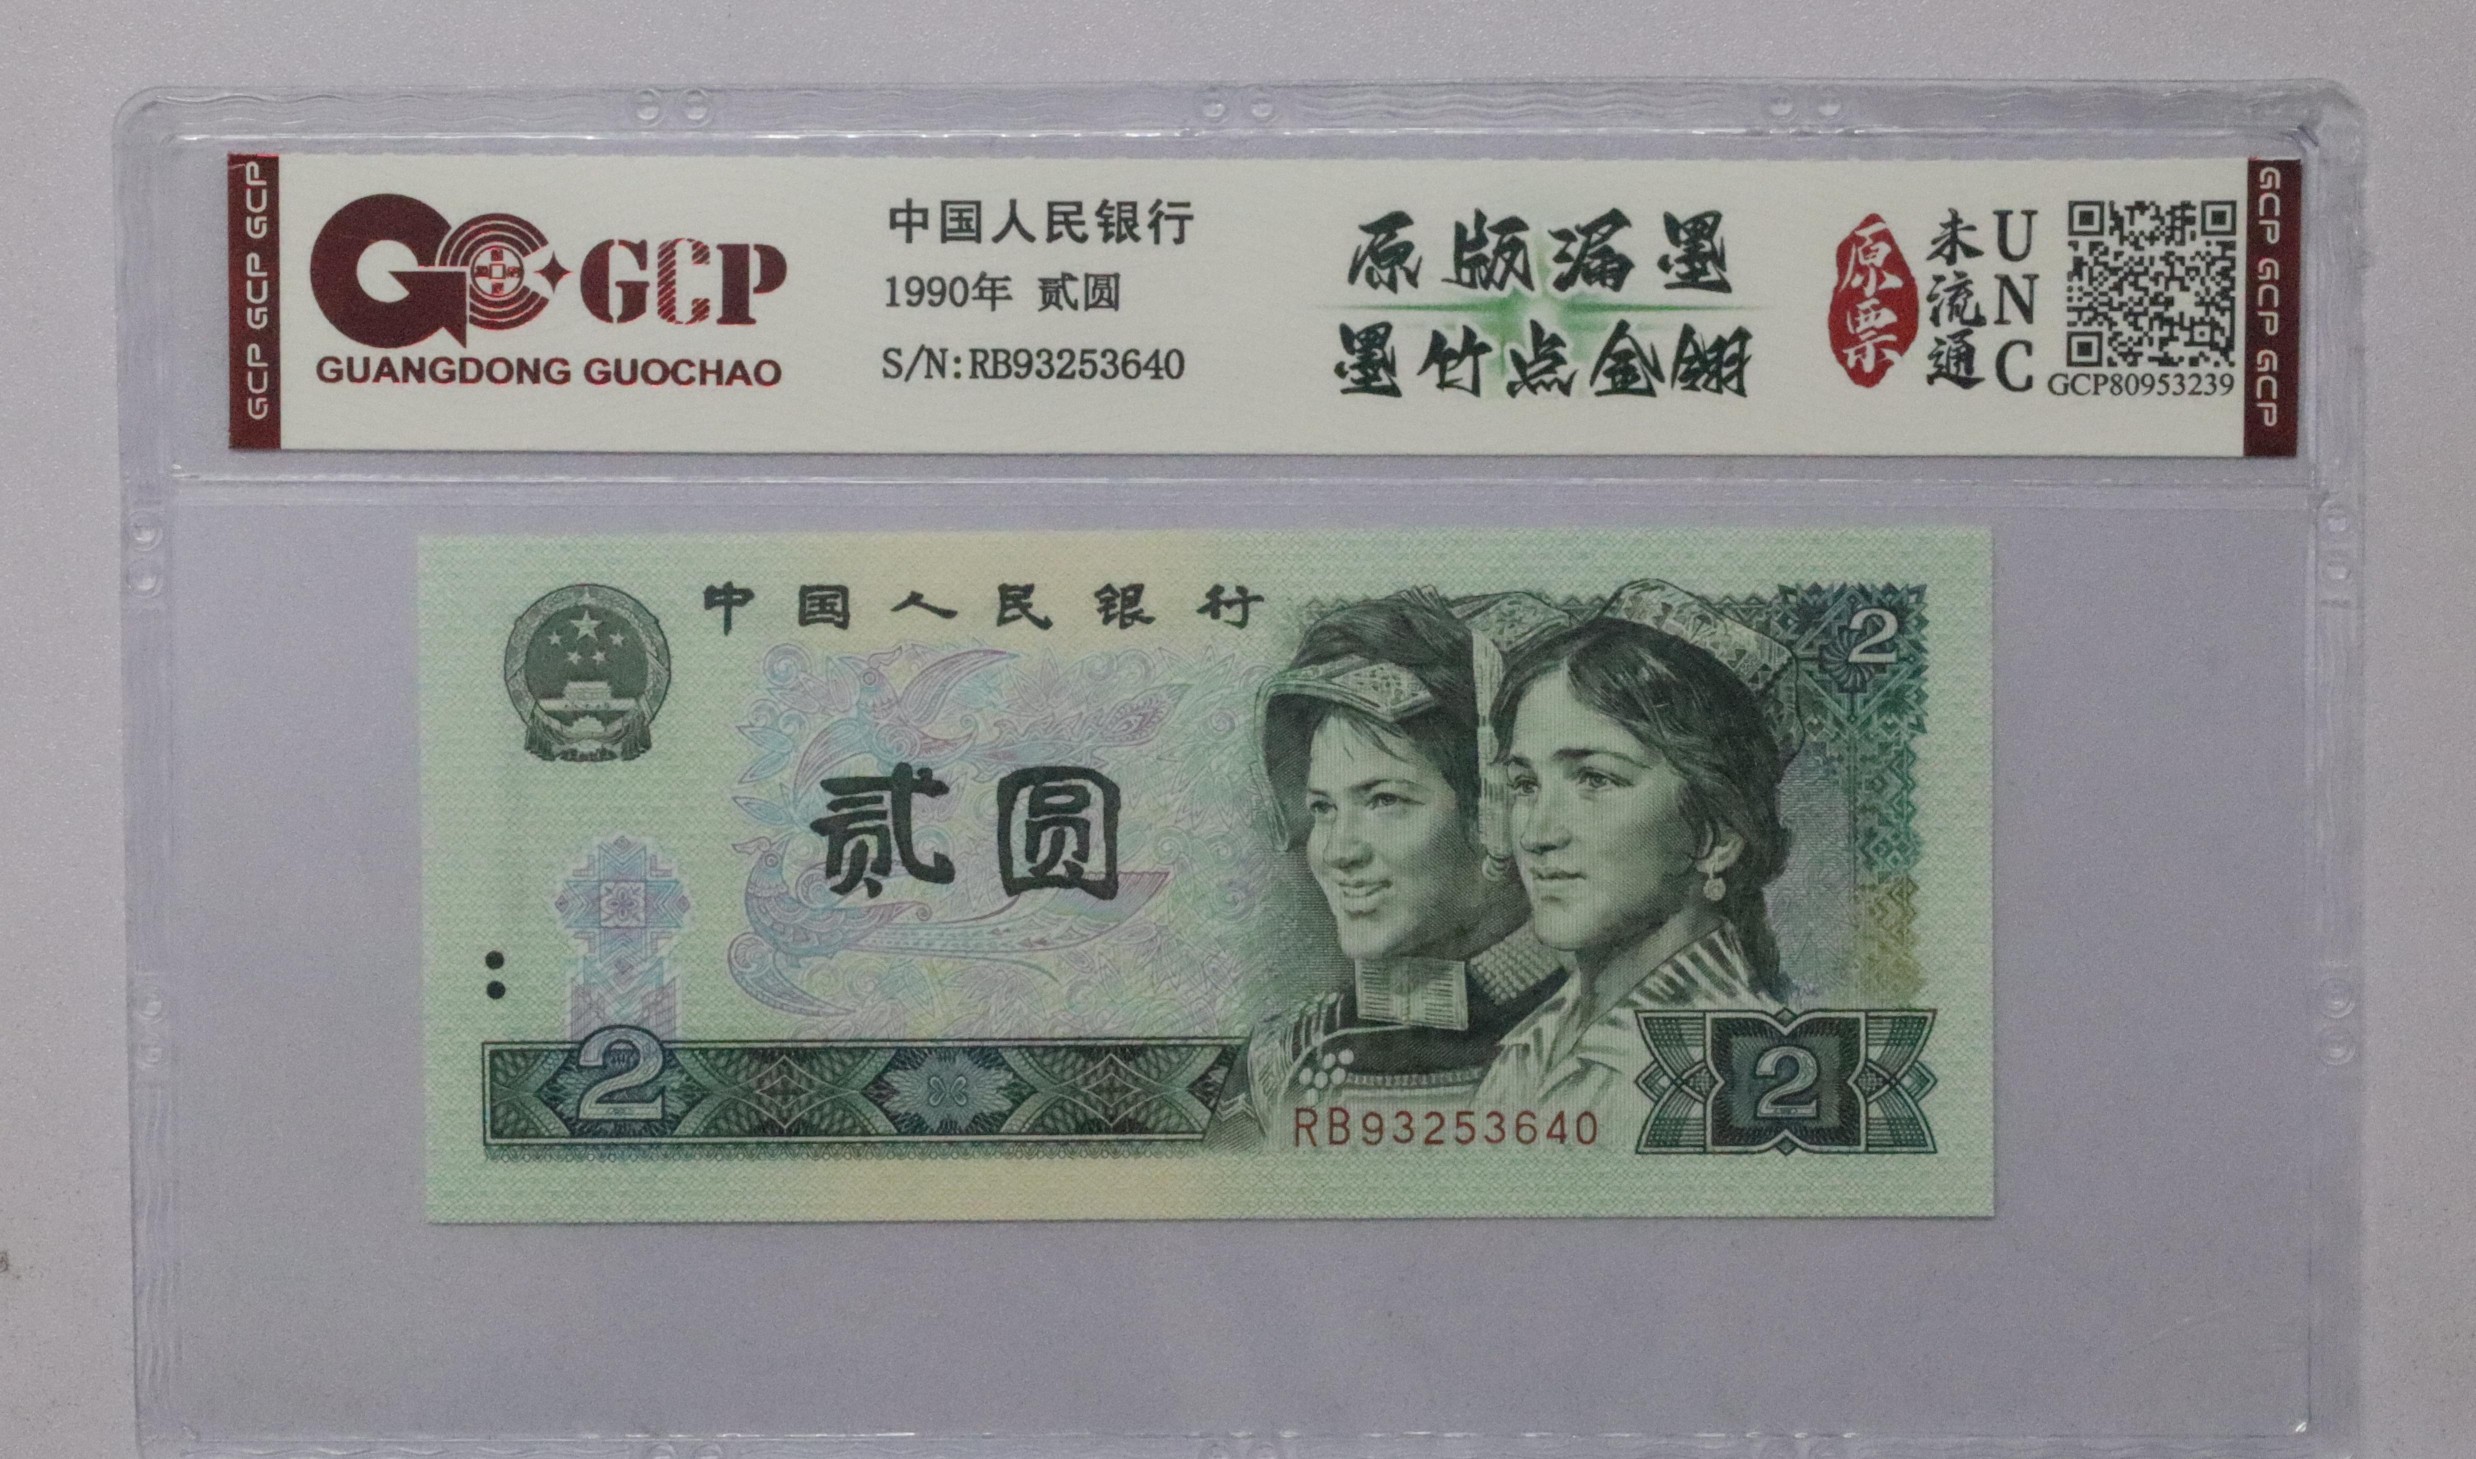 GCP GCP GCP
GCP
GUANGDONG GUOCHAO
中国人民银行
1990年 贰圆
S/N:RB93253640
原版漏墨
墨竹点金翎
原票
未流通
UNC
GCP80953239
GCP GCP GCP
中国人民银行
2
贰圆
2
RB93253640
2